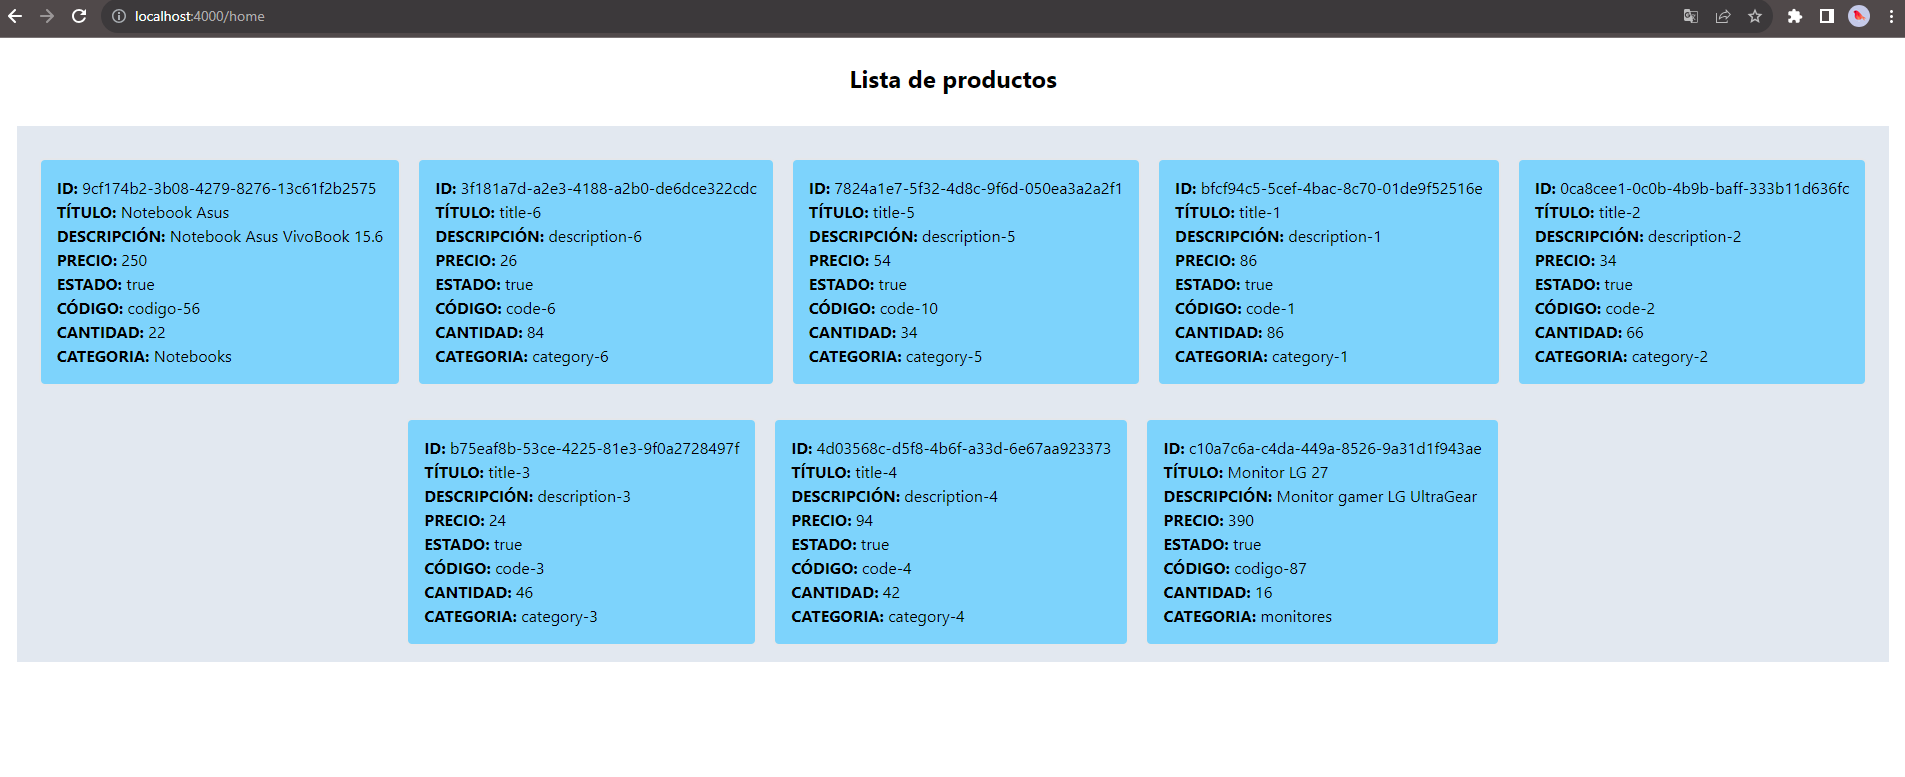 localhost:4000/home
Lista de productos
ID: 9cf174b2-3b08-4279-8276-13c61f2b2575
TÍTULO: Notebook Asus
DESCRIPCIÓN: Notebook Asus VivoBook 15.6
PRECIO: 250
ESTADO: true
CÓDIGO: codigo-56
CANTIDAD: 22
CATEGORIA: Notebooks
ID: 3f181a7d-a2e3-4188-a2b0-de6dce322cdc
TÍTULO: title-6
DESCRIPCIÓN: description-6
PRECIO: 26
ESTADO: true
CÓDIGO: code-6
CANTIDAD: 84
CATEGORIA: category-6
ID: 7824a1e7-5f32-4d8c-9f6d-050ea3a2a2f1
TÍTULO: title-5
DESCRIPCIÓN: description-5
PRECIO: 54
ESTADO: true
CÓDIGO: code-10
CANTIDAD: 34
CATEGORIA: category-5
ID: bfcf94c5-5cef-4bac-8c70-01de9f52516e
TÍTULO: title-1
DESCRIPCIÓN: description-1
PRECIO: 86
ESTADO: true
CÓDIGO: code-1
CANTIDAD: 86
CATEGORIA: category-1
ID: 0ca8cee1-0c0b-4b9b-baff-333b11d636fc
TÍTULO: title-2
DESCRIPCIÓN: description-2
PRECIO: 34
ESTADO: true
CÓDIGO: code-2
CANTIDAD: 66
CATEGORIA: category-2
ID: b75eaf8b-53ce-4225-81e3-9f0a2728497f
TÍTULO: title-3
DESCRIPCIÓN: description-3
PRECIO: 24
ESTADO: true
CÓDIGO: code-3
CANTIDAD: 46
CATEGORIA: category-3
ID: 4d03568c-d5f8-4b6f-a33d-6e67aa923373
TÍTULO: title-4
DESCRIPCIÓN: description-4
PRECIO: 94
ESTADO: true
CÓDIGO: code-4
CANTIDAD: 42
CATEGORIA: category-4
ID: c10a7c6a-c4da-449a-8526-9a31d1f943ae
TÍTULO: Monitor LG 27
DESCRIPCIÓN: Monitor gamer LG UltraGear
PRECIO: 390
ESTADO: true
CÓDIGO: codigo-87
CANTIDAD: 16
CATEGORIA: monitores